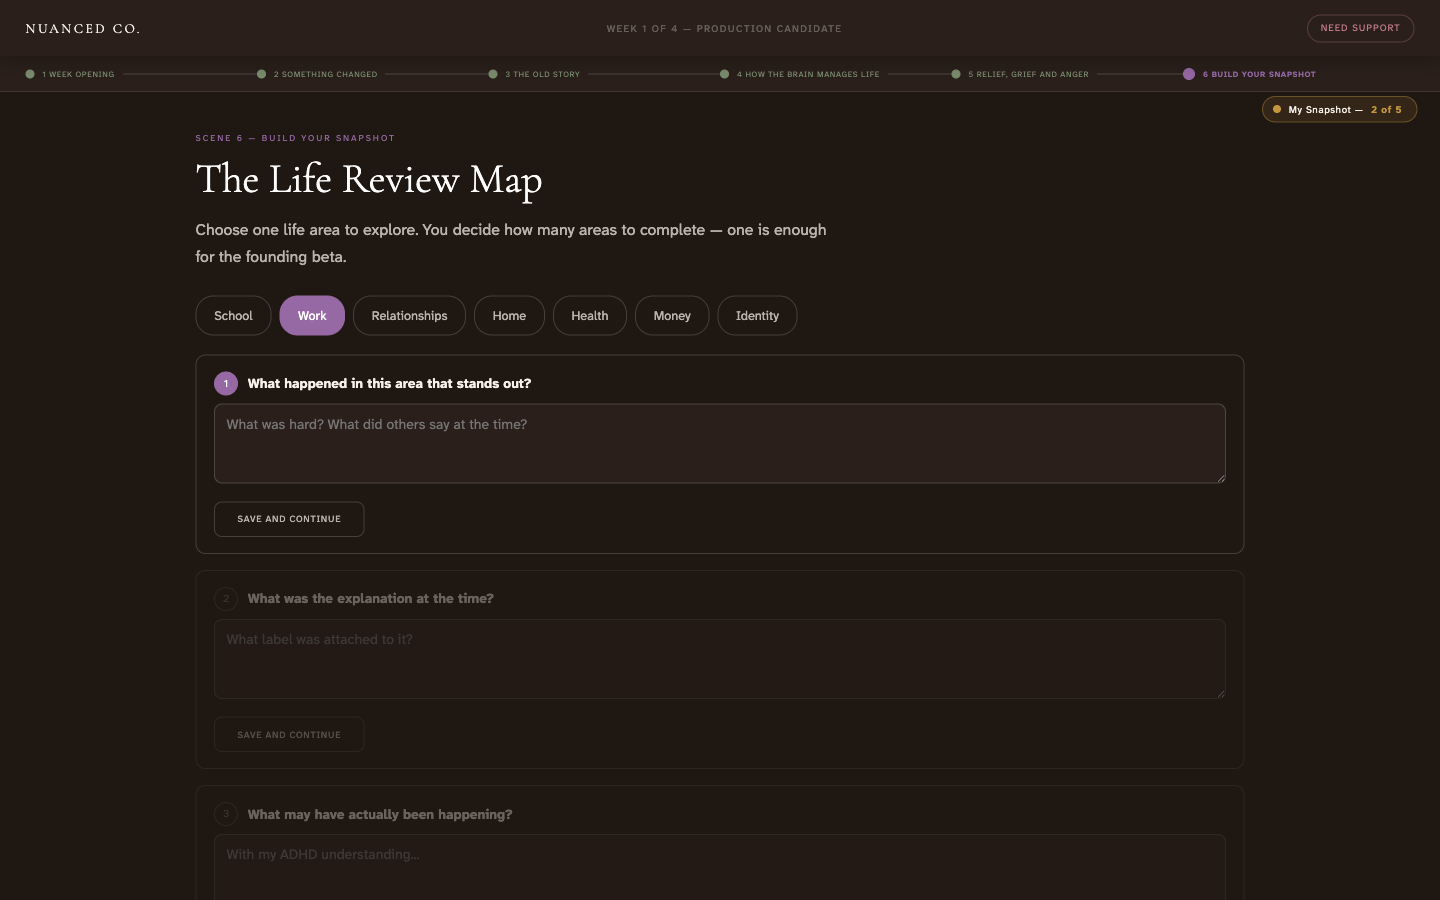 NUANCED CO.
WEEK 1 OF 4 — PRODUCTION CANDIDATE
NEED SUPPORT
1 WEEK OPENING
2 SOMETHING CHANGED
3 THE OLD STORY
4 HOW THE BRAIN MANAGES LIFE
5 RELIEF, GRIEF AND ANGER
6 BUILD YOUR SNAPSHOT
My Snapshot — 2 of 5
SCENE 6 — BUILD YOUR SNAPSHOT
The Life Review Map
Choose one life area to explore. You decide how many areas to complete — one is enough
for the founding beta.
School
Work
Relationships
Home
Health
Money
Identity
1 What happened in this area that stands out?
What was hard? What did others say at the time?
SAVE AND CONTINUE
2 What was the explanation at the time?
What label was attached to it?
SAVE AND CONTINUE
3 What may have actually been happening?
With my ADHD understanding...